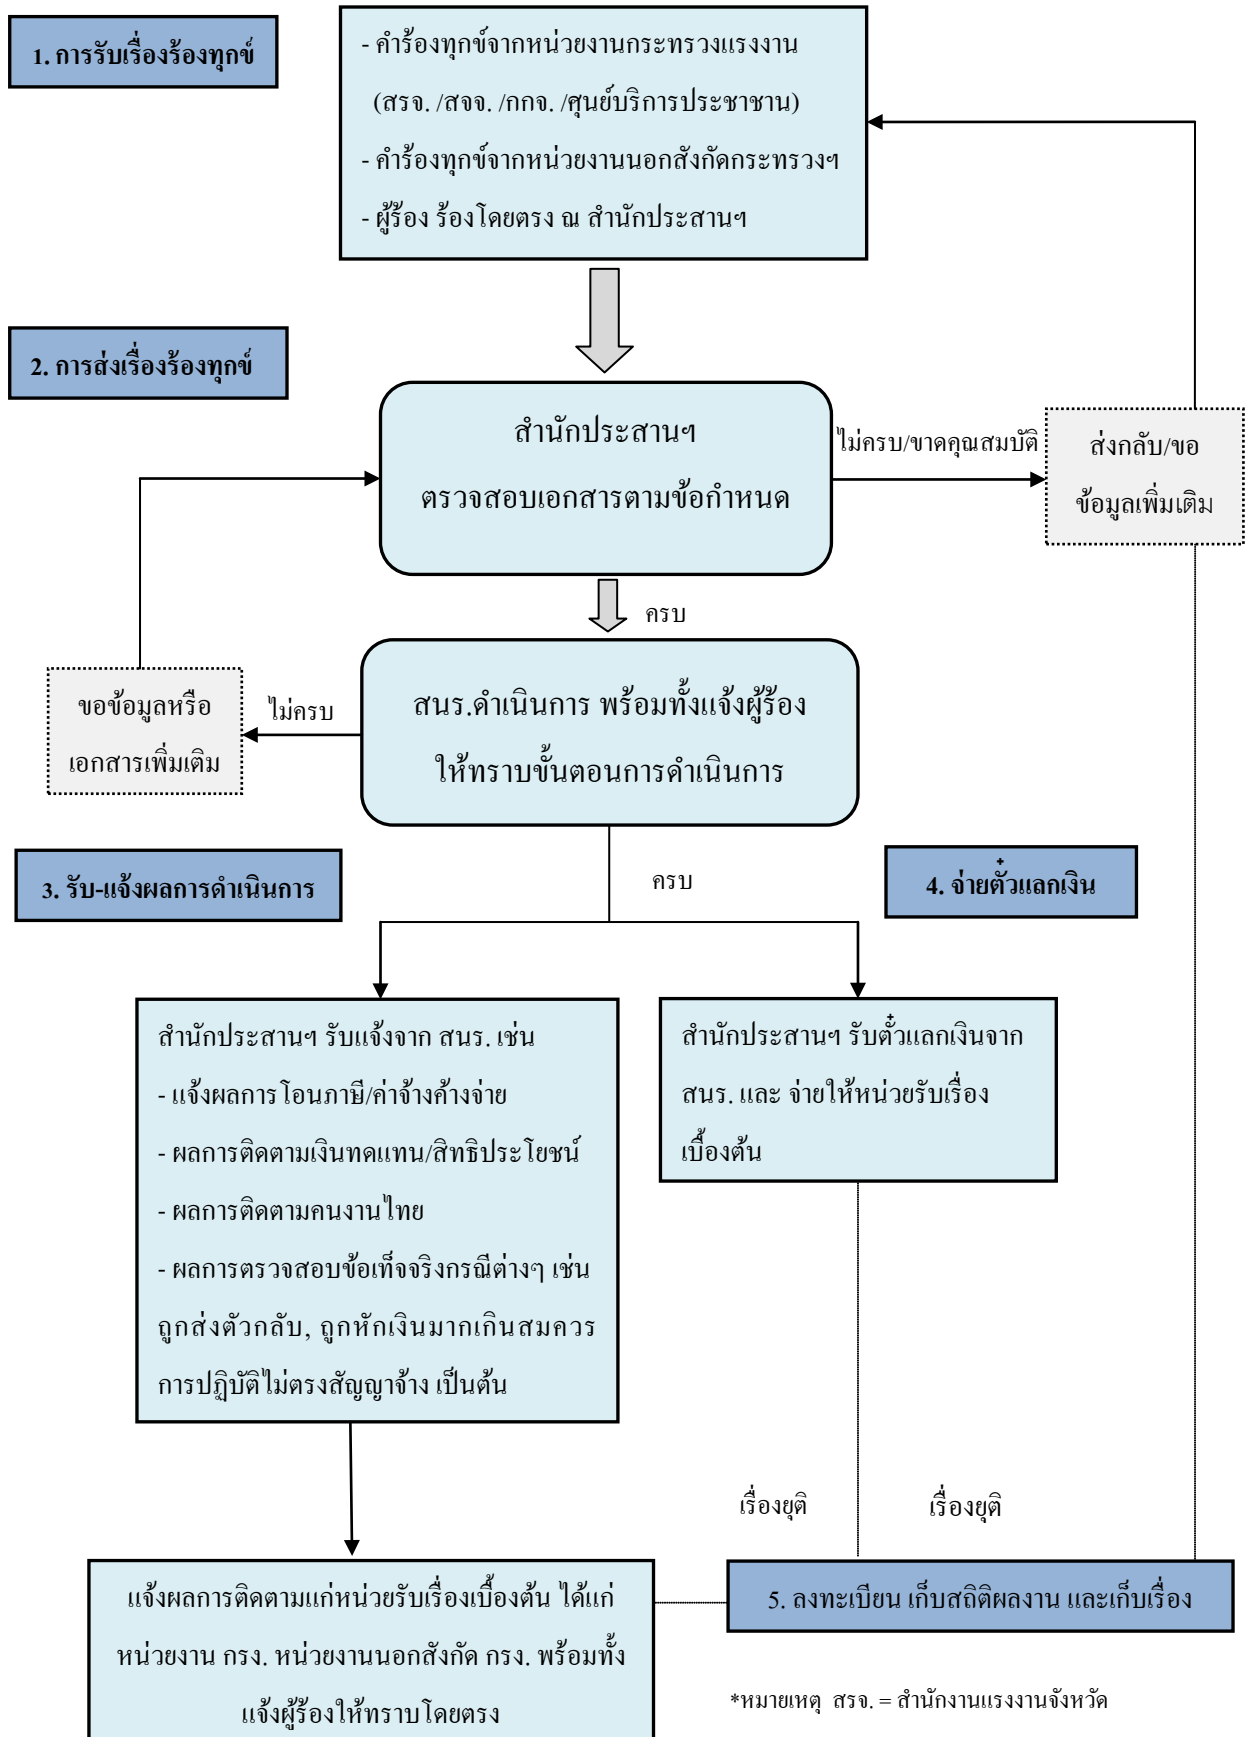 1. การรับเรื่องร้องทุกข์
- คำร้องทุกข์จากหน่วยงานกระทรวงแรงงาน
(สรจ. /สจจ. /กกจ. /ศูนย์บริการประชาชาน)
- คำร้องทุกข์จากหน่วยงานนอกสังกัดกระทรวงฯ
- ผู้ร้อง ร้องโดยตรง ณ สำนักประสานฯ
2. การส่งเรื่องร้องทุกข์
สำนักประสานฯ
ตรวจสอบเอกสารตามข้อกำหนด
ไม่ครบ/ขาดคุณสมบัติ
ส่งกลับ/ขอ
ข้อมูลเพิ่มเติม
ครบ
สนร.ดำเนินการ พร้อมทั้งแจ้งผู้ร้อง
ให้ทราบขั้นตอนการดำเนินการ
ไม่ครบ
ขอข้อมูลหรือ
เอกสารเพิ่มเติม
3. รับ-แจ้งผลการดำเนินการ
ครบ
4. จ่ายตั๋วแลกเงิน
สำนักประสานฯ รับแจ้งจาก สนร. เช่น
- แจ้งผลการโอนภาษี/ค่าจ้างค้างจ่าย
- ผลการติดตามเงินทดแทน/สิทธิประโยชน์
- ผลการติดตามคนงานไทย
- ผลการตรวจสอบข้อเท็จจริงกรณีต่างๆ เช่น
ถูกส่งตัวกลับ, ถูกหักเงินมากเกินสมควร
การปฏิบัติไม่ตรงสัญญาจ้าง เป็นต้น
สำนักประสานฯ รับตั๋วแลกเงินจาก
สนร. และ จ่ายให้หน่วยรับเรื่อง
เบื้องต้น
เรื่องยุติ
เรื่องยุติ
แจ้งผลการติดตามแก่หน่วยรับเรื่องเบื้องต้น ได้แก่
หน่วยงาน กรง. หน่วยงานนอกสังกัด กรง. พร้อมทั้ง
แจ้งผู้ร้องให้ทราบโดยตรง
5. ลงทะเบียน เก็บสถิติผลงาน และเก็บเรื่อง
*หมายเหตุ สรจ. = สำนักงานแรงงานจังหวัด